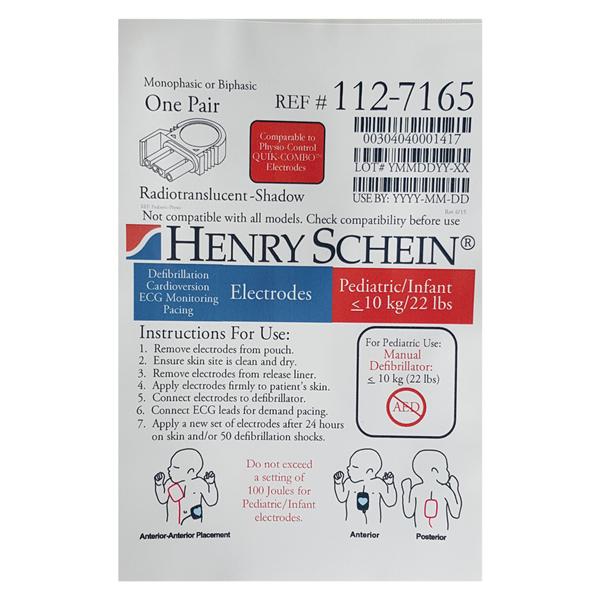 Monophasic or Biphasic
One Pair
REF # 112-7165
Comparable to
Physio-Control
QUIK-COMBO™
Electrodes
00304040001417
LOT# YMMDDYY-XX
Radiotranslucent-Shadow
USE BY: YYYY-MM-DD
Not compatible with all models. Check compatibility before use
HENRY SCHEIN®
Defibrillation
Cardioversion
ECG Monitoring
Pacing
Electrodes
Pediatric/Infant
≤10 kg/22 lbs
Instructions For Use:
1. Remove electrodes from pouch.
2. Ensure skin site is clean and dry.
3. Remove electrodes from release liner.
4. Apply electrodes firmly to patient's skin.
5. Connect electrodes to defibrillator.
6. Connect ECG leads for demand pacing.
7. Apply a new set of electrodes after 24 hours
on skin and/or 50 defibrillation shocks.
For Pediatric Use:
Manual
Defibrillator:
≤ 10 kg (22 lbs)
AED
Do not exceed
a setting of
100 Joules for
Pediatric/Infant
electrodes.
Anterior-Anterior Placement
Anterior
Posterior